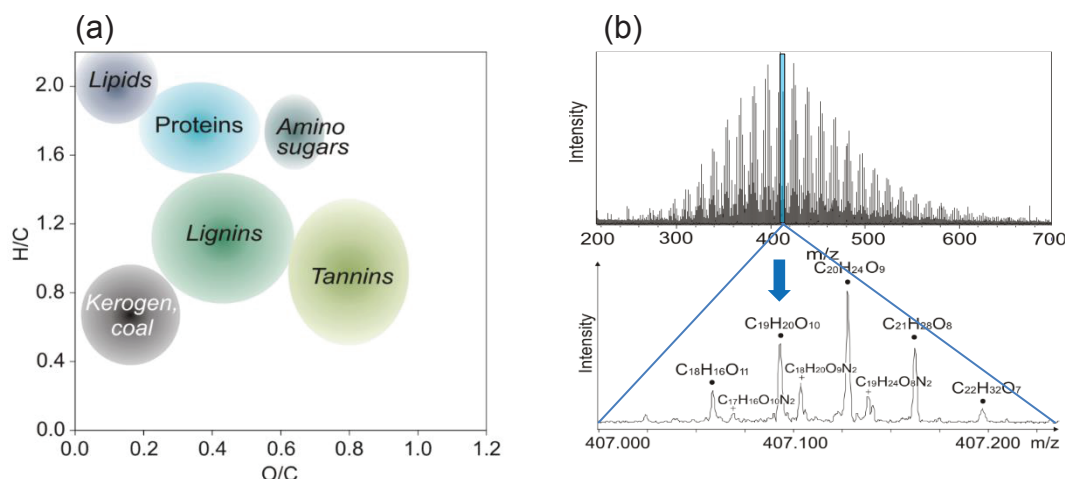 (a)
H/C
2.0
1.6
1.2
0.8
0.4
0.0
Lipids
Proteins
Amino
sugars
Lignins
Tannins
Kerogen,
coal
0.0 0.2 0.4 0.6 0.8 1.0 1.2
O/C
(b)
Intensity
200 300 400 500 600 700
m/z
Intensity
C20H24O9
C19H20O10
C21H28O8
C18H20O9N2
C18H16O11
C19H24O8N2
C17H16O10N2
C22H32O7
407.000 407.100 407.200 m/z